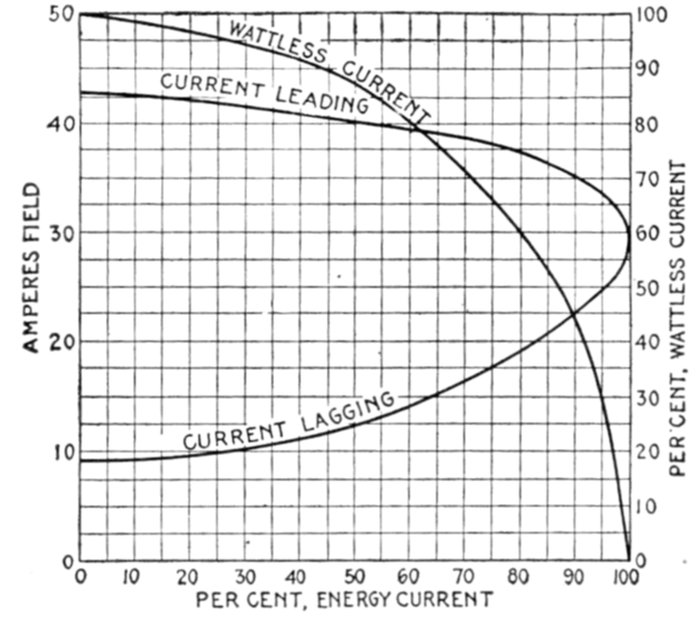 50
40
30
20
10
0
AMPERES FIELD
WATTLESS CURRENT
CURRENT LEADING
CURRENT LAGGING
100
90
80
70
60
50
40
30
20
10
0
PER CENT, WATTLESS CURRENT
0 10 20 30 40 50 60 70 80 90 100
PER CENT, ENERGY CURRENT